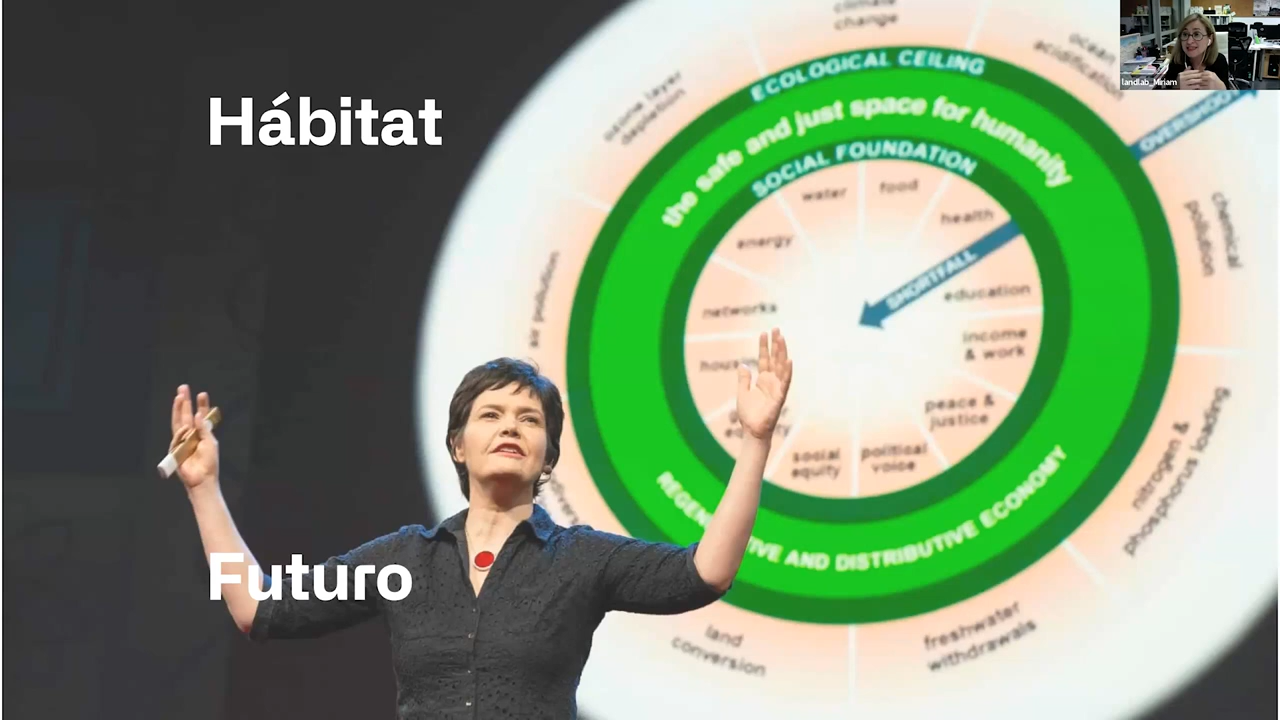 Hábitat
Futuro
climate
change
ozone layer
depletion
ocean
acidification
air pollution
chemical
pollution
nitrogen &
phosphorus loading
freshwater
withdrawals
land
conversion
ECOLOGICAL CEILING
the safe and just space for humanity
SOCIAL FOUNDATION
OVERSHOOT
SHORTFALL
water
food
health
energy
education
networks
income
& work
peace &
justice
political
voice
social
equity
AND DISTRIBUTIVE ECONOMY
landlab_Miriam